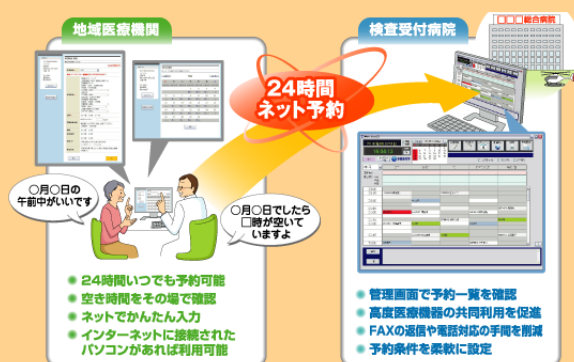 地域医療機関
検査受付病院
□□□総合病院
24時間
ネット予約
○月○日の
午前中がいいです
○月○日でしたら
□時が空いて
いますよ
24時間いつでも予約可能
空き時間をその場で確認
ネットでかんたん入力
インターネットに接続された
パソコンがあれば利用可能
管理画面で予約一覧を確認
高度医療機器の共同利用を促進
FAXの返信や電話対応の手間を削減
予約条件を柔軟に設定